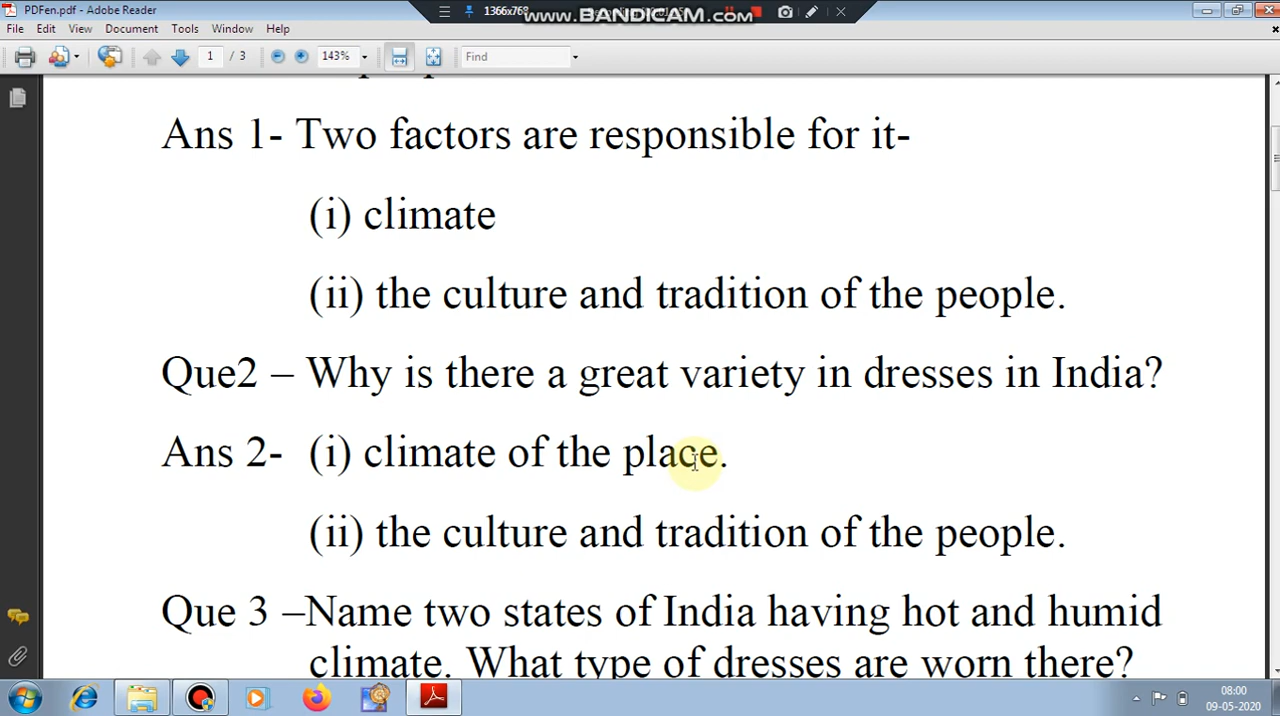 PDFen.pdf - Adobe Reader
1366x768
www.BANDICAM.com
File Edit View Document Tools Window Help
1 / 3 143% Find
Ans 1- Two factors are responsible for it-
(i) climate
(ii) the culture and tradition of the people.
Que2 – Why is there a great variety in dresses in India?
Ans 2- (i) climate of the place.
(ii) the culture and tradition of the people.
Que 3 –Name two states of India having hot and humid
climate. What type of dresses are worn there?
08:00
09-05-2020